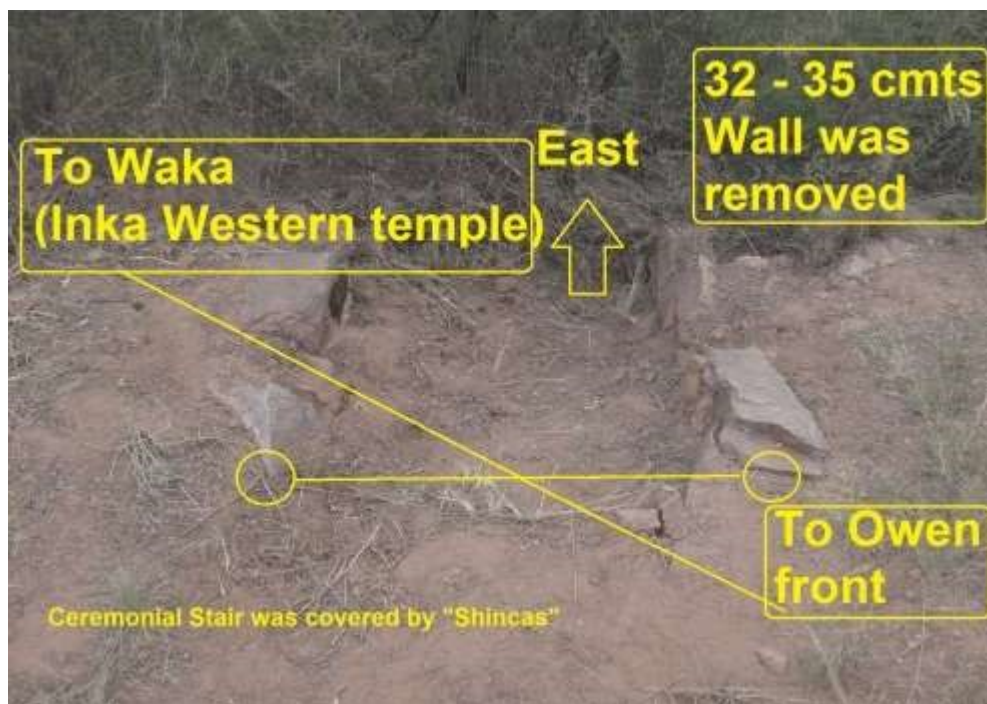 To Waka
(Inka Western temple)
East
32 - 35 cmts
Wall was
removed
To Owen
front
Ceremonial Stair was covered by "Shincas"